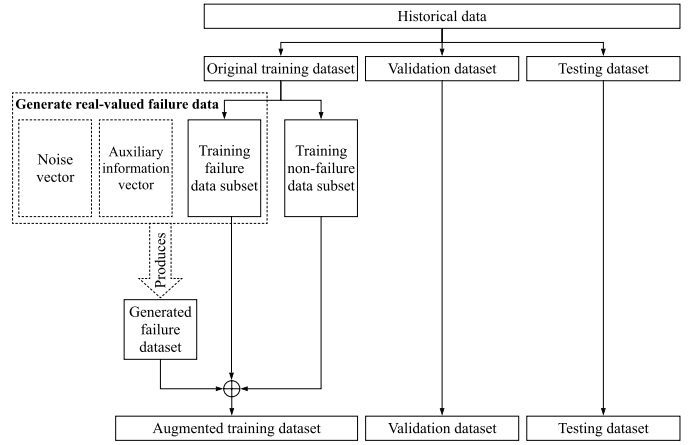 Historical data
Original training dataset
Validation dataset
Testing dataset
Generate real-valued failure data
Noise
vector
Auxiliary
information
vector
Training
failure
data subset
Training
non-failure
data subset
Produces
Generated
failure
dataset
Augmented training dataset
Validation dataset
Testing dataset